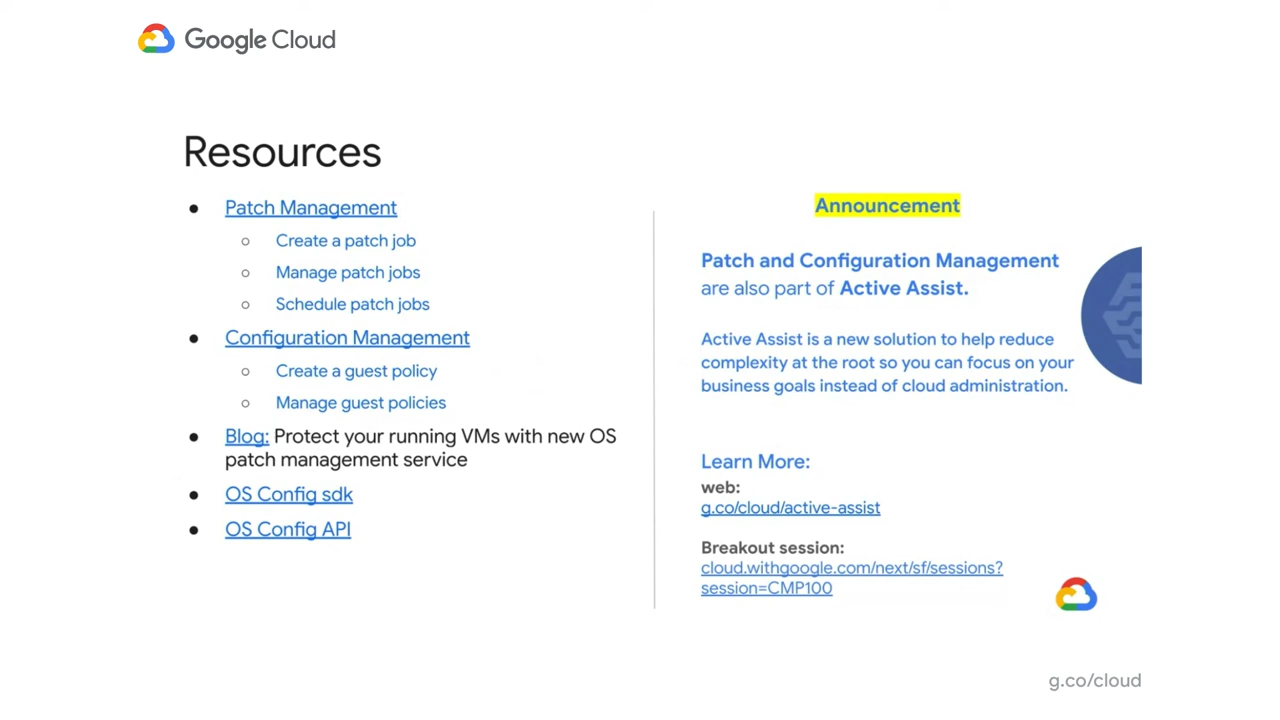 Google Cloud
Resources
● Patch Management
○ Create a patch job
○ Manage patch jobs
○ Schedule patch jobs
● Configuration Management
○ Create a guest policy
○ Manage guest policies
● Blog: Protect your running VMs with new OS
patch management service
● OS Config sdk
● OS Config API
Announcement
Patch and Configuration Management
are also part of Active Assist.
Active Assist is a new solution to help reduce
complexity at the root so you can focus on your
business goals instead of cloud administration.
Learn More:
web:
g.co/cloud/active-assist
Breakout session:
cloud.withgoogle.com/next/sf/sessions?
session=CMP100
g.co/cloud